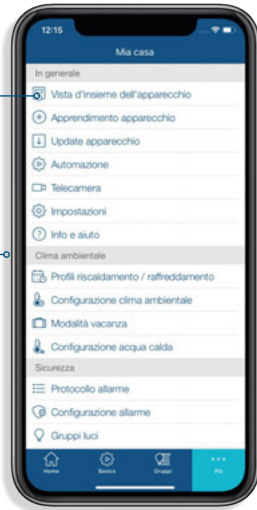 12:15
Mia casa
In generale
Vista d'insieme dell'apparecchio
Apprendimento apparecchio
Update apparecchio
Automazione
Telecamera
Impostazioni
Info e aiuto
Clima ambientale
Profili riscaldamento / raffreddamento
Configurazione clima ambientale
Modalità vacanza
Configurazione acqua calda
Sicurezza
Protocollo allarme
Configurazione allarme
Gruppi luci
Home Basics Gruppi Più